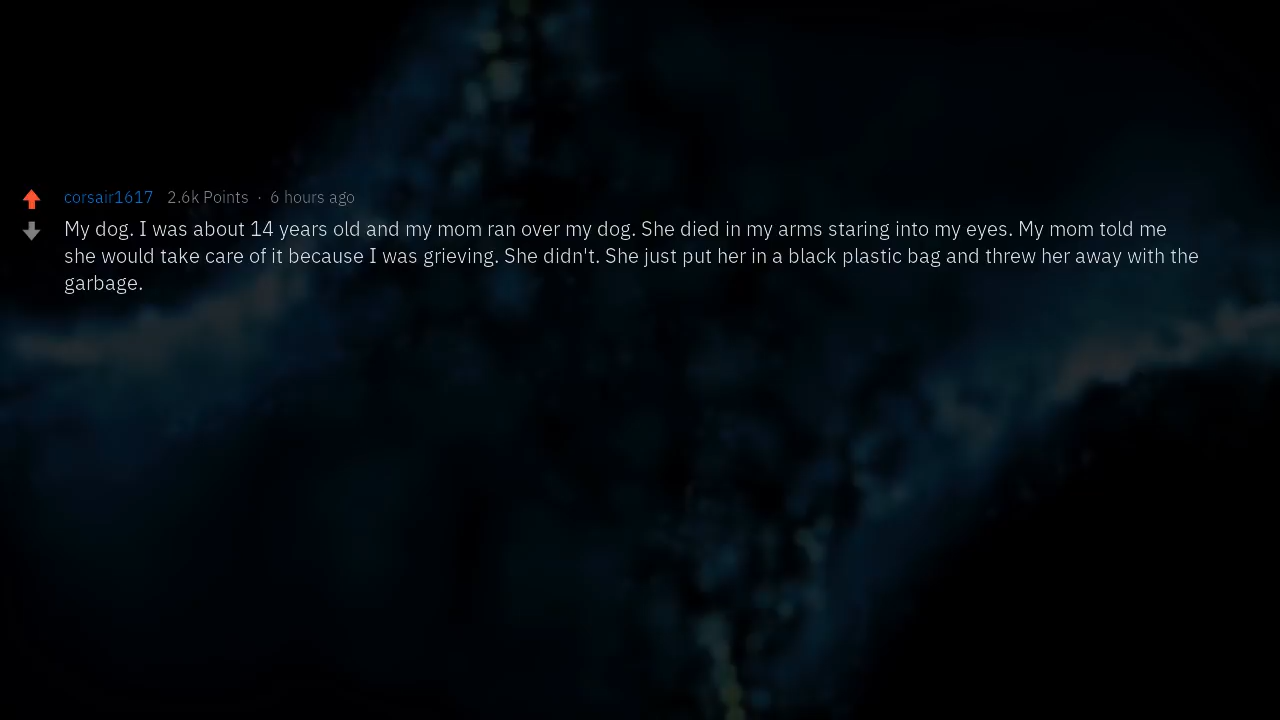 corsair1617 2.6k Points · 6 hours ago
My dog. I was about 14 years old and my mom ran over my dog. She died in my arms staring into my eyes. My mom told me
she would take care of it because I was grieving. She didn't. She just put her in a black plastic bag and threw her away with the
garbage.